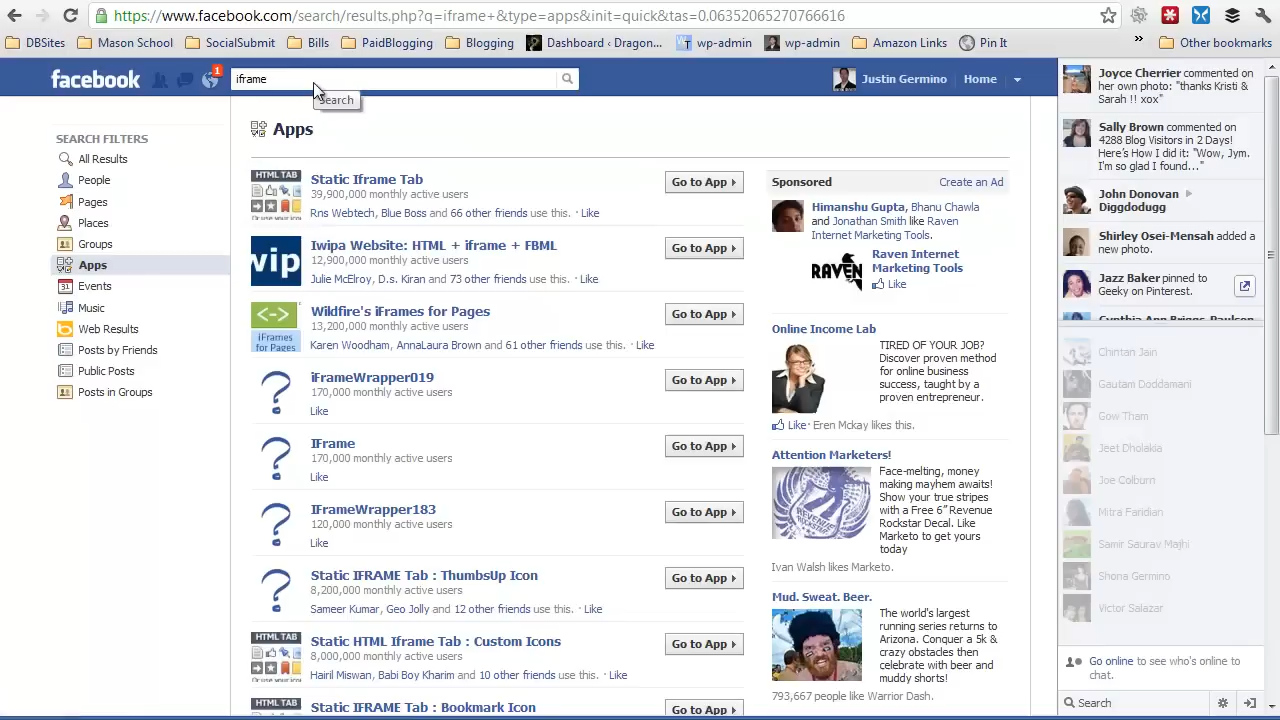 https://www.facebook.com/search/results.php?q=iframe+&type=apps&init=quick&tas=0.06352065270766616
DBSites
Mason School
SocialSubmit
Bills
PaidBlogging
Blogging
Dashboard ‹ Dragon...
wp-admin
wp-admin
Amazon Links
Pin It
»
Other bookmarks
facebook
1
iframe
Justin Germino
Home
Search
SEARCH FILTERS
All Results
People
Pages
Places
Groups
Apps
Events
Music
Web Results
Posts by Friends
Public Posts
Posts in Groups
Apps
HTML TAB
Static Iframe Tab
39,900,000 monthly active users
Rns Webtech, Blue Boss and 66 other friends use this. · Like
Go to App
wip
Iwipa Website: HTML + iframe + FBML
12,900,000 monthly active users
Julie McElroy, D.s. Kiran and 73 other friends use this. · Like
Go to App
<->
iFrames
for Pages
Wildfire's iFrames for Pages
13,200,000 monthly active users
Karen Woodham, AnnaLaura Brown and 61 other friends use this. · Like
Go to App
?
iFrameWrapper019
170,000 monthly active users
Like
Go to App
?
IFrame
170,000 monthly active users
Like
Go to App
?
IFrameWrapper183
120,000 monthly active users
Like
Go to App
?
Static IFRAME Tab : ThumbsUp Icon
8,200,000 monthly active users
Sameer Kumar, Geo Jolly and 12 other friends use this. · Like
Go to App
HTML TAB
Static HTML Iframe Tab : Custom Icons
8,000,000 monthly active users
Hairil Miswan, Babi Boy Kharim and 10 other friends use this. · Like
Go to App
HTML TAB
Static IFRAME Tab : Bookmark Icon
Go to App
Sponsored
Create an Ad
Himanshu Gupta, Bhanu Chawla
and Jonathan Smith like Raven
Internet Marketing Tools.
RAVEN
Raven Internet
Marketing Tools
Like
Online Income Lab
TIRED OF YOUR JOB?
Discover proven method
for online business
success, taught by a
proven entrepreneur.
Like · Eren Mckay likes this.
Attention Marketers!
Face-melting, money
making mayhem awaits!
Show your true stripes
with a Free 6" Revenue
Rockstar Decal. Like
Marketo to get yours
today
Ivan Walsh likes Marketo.
Mud. Sweat. Beer.
The world's largest
running series returns to
Arizona. Conquer a 5k &
crazy obstacles then
celebrate with beer and
muddy shorts!
793,667 people like Warrior Dash.
Joyce Cherrier commented on
her own photo: "thanks Kristi &
Sarah !! xox"
Sally Brown commented on
4288 Blog Visitors in 2 Days!
Here's How I did it: "Wow, Jym.
I'm so glad I found..."
John Donovan
Diggdodugg
Shirley Osei-Mensah added a
new photo.
Jazz Baker pinned to
Geeky on Pinterest.
Cynthia Ann Briggs-Paulson
Chintan Jain
Gautam Doddamani
Gow Tham
Jeet Dholakia
Joe Colburn
Mitra Faridian
Samir Saurav Majhi
Shona Germino
Victor Salazar
Go online to see who's online to
chat.
Search